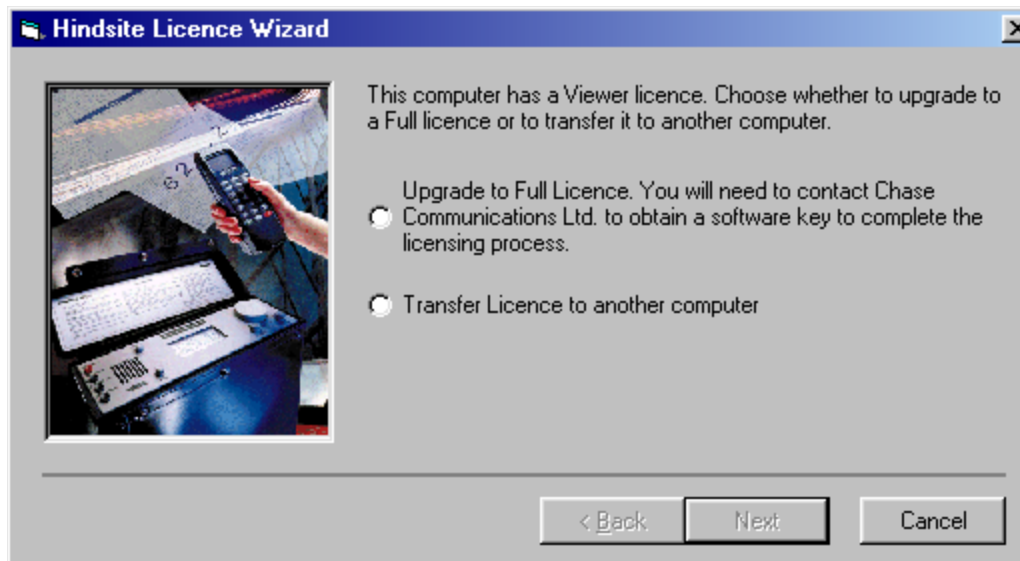 Hindsite Licence Wizard
This computer has a Viewer licence. Choose whether to upgrade to
a Full licence or to transfer it to another computer.
Upgrade to Full Licence. You will need to contact Chase
Communications Ltd. to obtain a software key to complete the
licensing process.
Transfer Licence to another computer
< Back Next Cancel